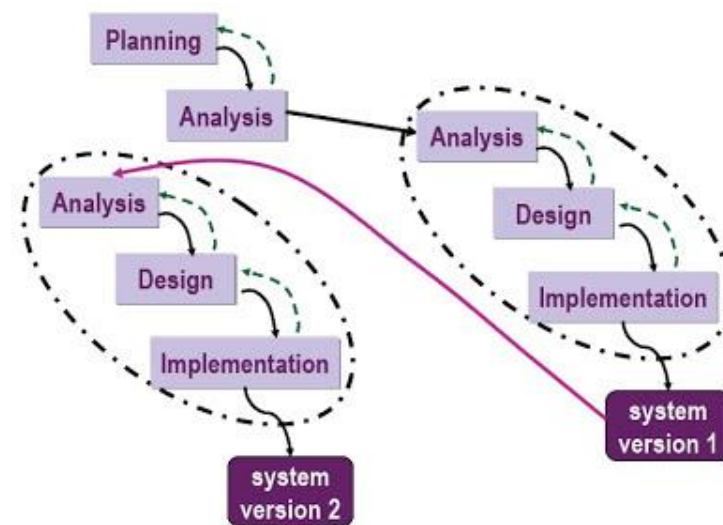 Planning
Analysis
Analysis
Design
Implementation
system
version 1
Analysis
Design
Implementation
system
version 2